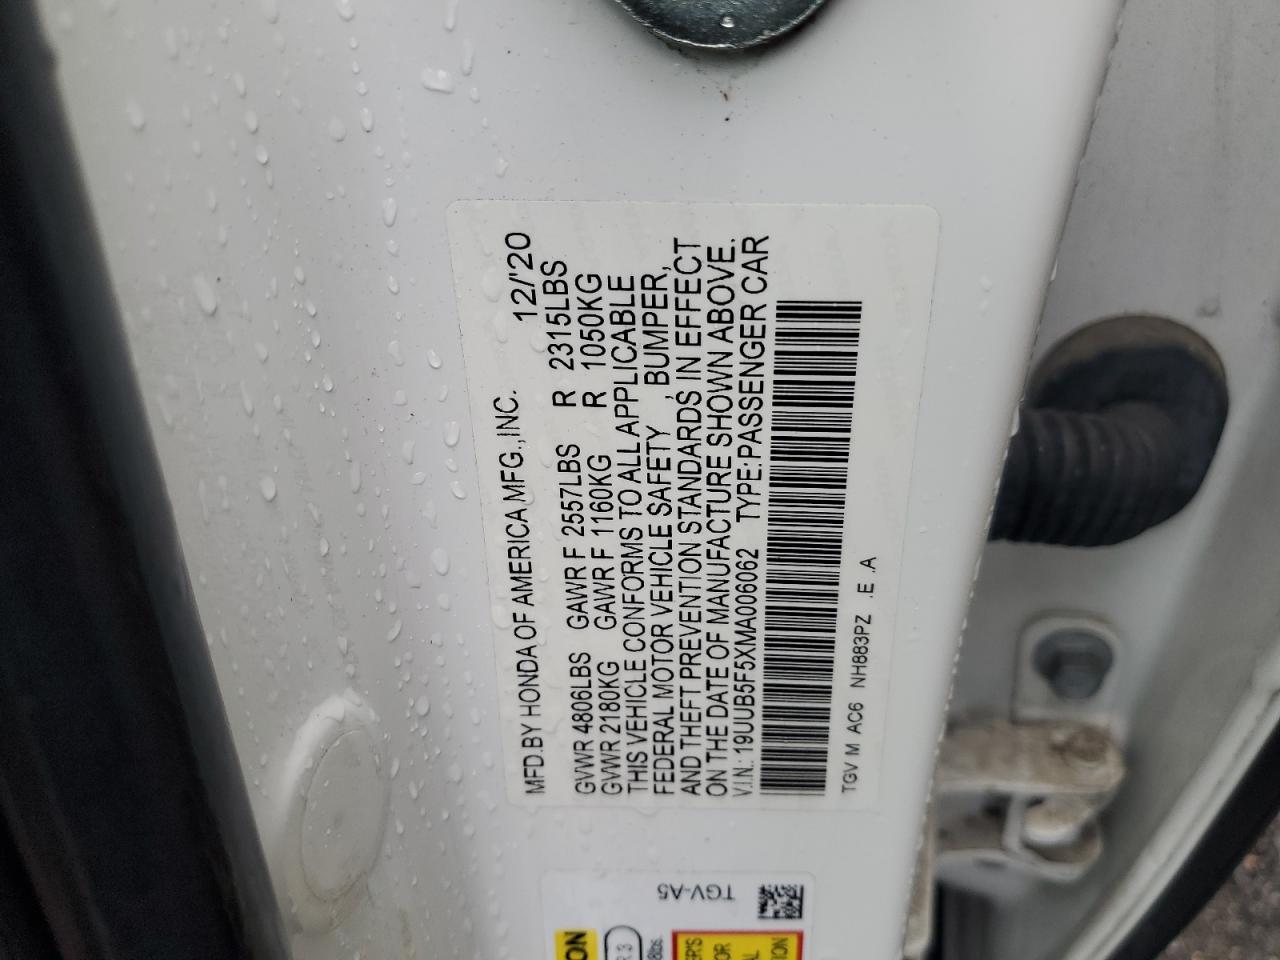 MFD.BY HONDA OF AMERICA MFG.,INC. 12/'20
GVWR 4806LBS GAWR F 2557LBS R 2315LBS
GVWR 2180KG GAWR F 1160KG R 1050KG
THIS VEHICLE CONFORMS TO ALL APPLICABLE
FEDERAL MOTOR VEHICLE SAFETY , BUMPER,
AND THEFT PREVENTION STANDARDS IN EFFECT
ON THE DATE OF MANUFACTURE SHOWN ABOVE.
V.I.N.: 19UUB5F5XMA006062 TYPE:PASSENGER CAR
TGV M AC6 NH883PZ .E .A
TGV-A5